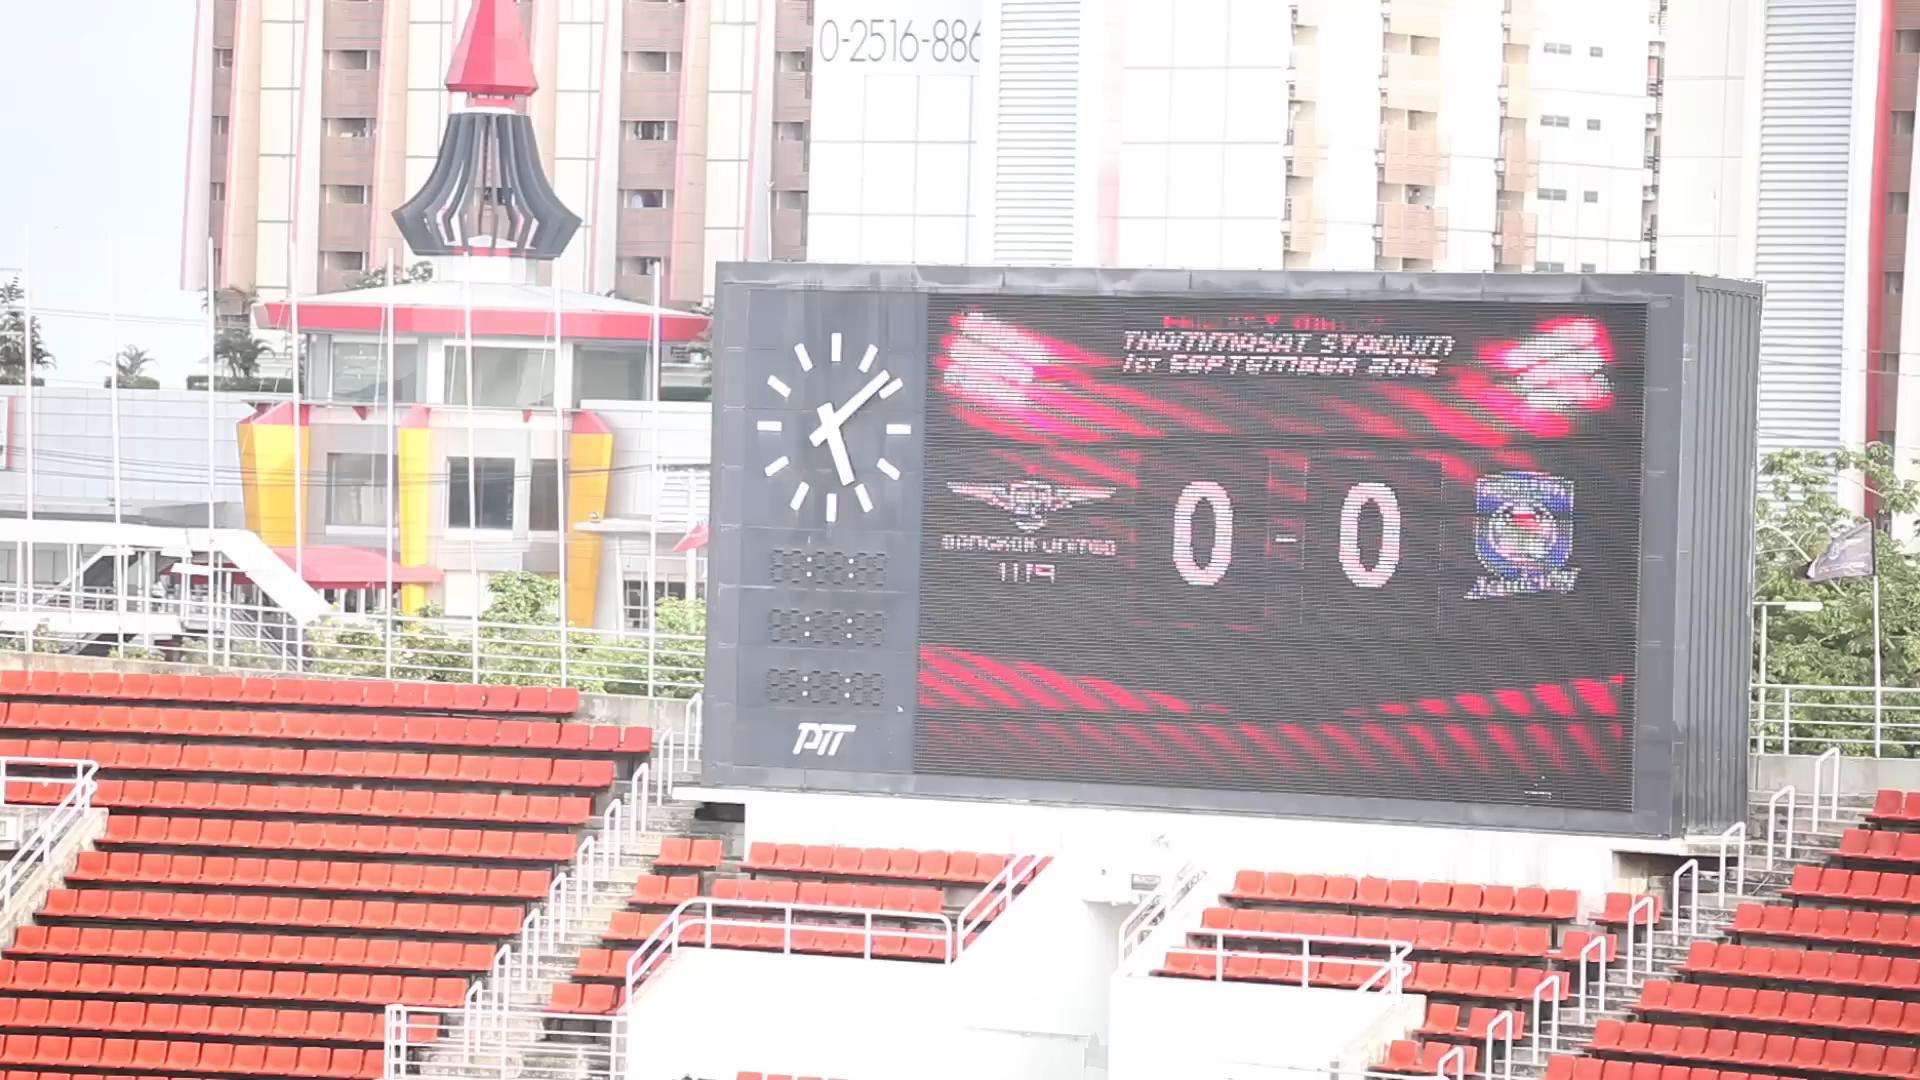 0-2516-886
THAMMASAT STADIUM
1ST SEPTEMBER 2016
0 - 0
BANGKOK UNITED
PTT